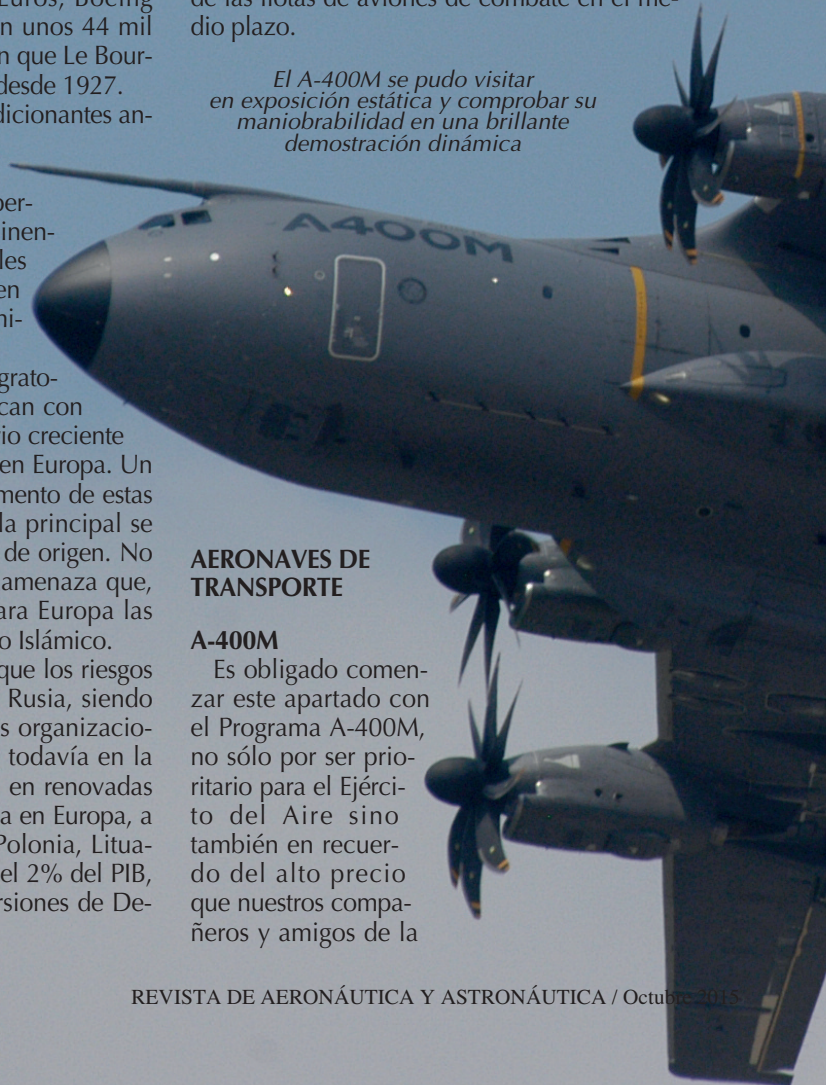 Euros, Boeing
n unos 44 mil
n que Le Bour-
desde 1927.
dicionantes an-
per-
inen-
les
en
mi-
grato-
can con
rio creciente
en Europa. Un
mento de estas
la principal se
de origen. No
amenaza que,
ara Europa las
o Islámico.
que los riesgos
Rusia, siendo
s organizacio-
todavía en la
en renovadas
a en Europa, a
Polonia, Litua-
el 2% del PIB,
rsiones de De-
de las flotas de aviones de combate en el me-
dio plazo.
El A-400M se pudo visitar
en exposición estática y comprobar su
maniobrabilidad en una brillante
demostración dinámica
A400M
AERONAVES DE
TRANSPORTE
A-400M
Es obligado comen-
zar este apartado con
el Programa A-400M,
no sólo por ser prio-
ritario para el Ejérci-
to del Aire sino
también en recuer-
do del alto precio
que nuestros compa-
ñeros y amigos de la
REVISTA DE AERONÁUTICA Y ASTRONÁUTICA / Octubre 2015